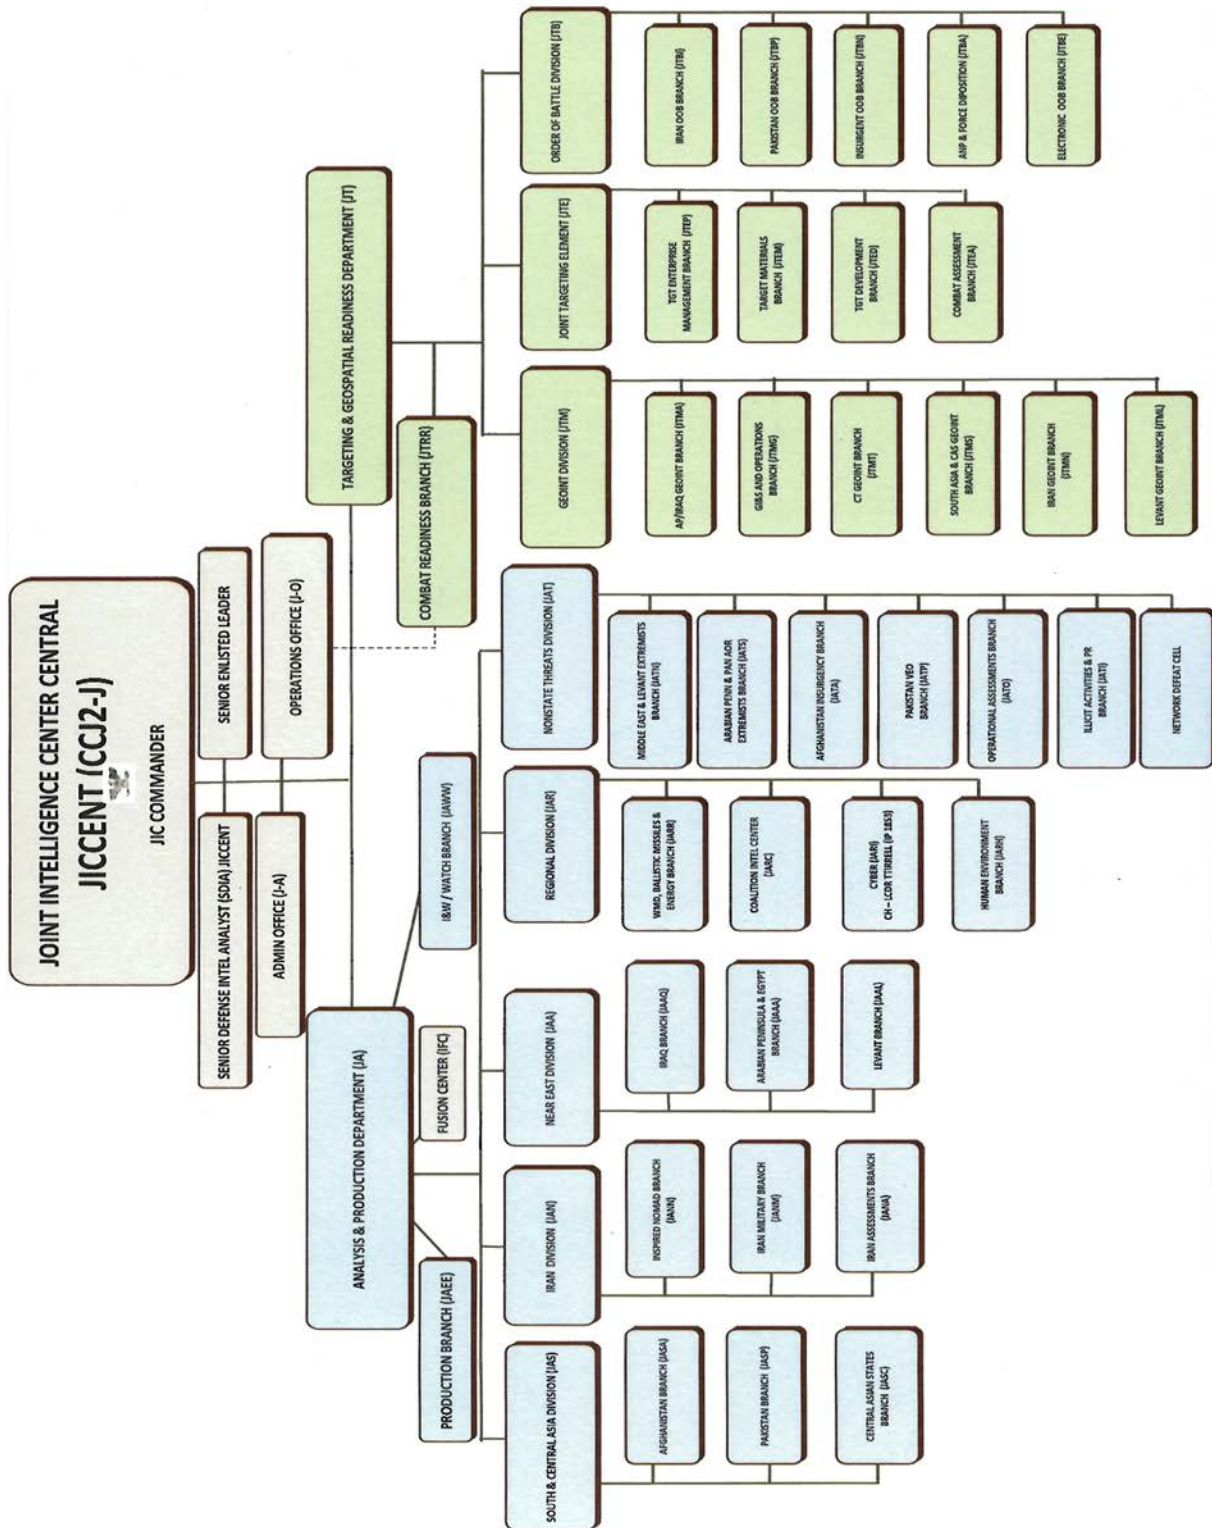 JOINT INTELLIGENCE CENTER CENTRAL
JICCENT (CCJ2-J)
JIC COMMANDER
SENIOR DEFENSE INTEL ANALYST (SDIA) JICCENT
SENIOR ENLISTED LEADER
ADMIN OFFICE (J-A)
OPERATIONS OFFICE (J-O)
ANALYSIS & PRODUCTION DEPARTMENT (JA)
TARGETING & GEOSPATIAL READINESS DEPARTMENT (JT)
PRODUCTION BRANCH (JAEE)
FUSION CENTER (IFC)
I&W / WATCH BRANCH (JAWW)
COMBAT READINESS BRANCH (JTRR)
SOUTH & CENTRAL ASIA DIVISION (JAS)
AFGHANISTAN BRANCH (JASA)
PAKISTAN BRANCH (JASP)
CENTRAL ASIAN STATES
BRANCH (JASC)
IRAN DIVISION (JAN)
INSPIRED NOMAD BRANCH
(JANN)
IRAN MILITARY BRANCH
(JANM)
IRAN ASSESSMENTS BRANCH
(JANA)
NEAR EAST DIVISION (JAA)
IRAQ BRANCH (JAAQ)
ARABIAN PENINSULA & EGYPT
BRANCH (JAAA)
LEVANT BRANCH (JAAL)
REGIONAL DIVISION (JAR)
WMD, BALLISTIC MISSILES &
ENERGY BRANCH (JARR)
COALITION INTEL CENTER
(JARC)
CYBER (JARI)
CH – LCDR TTIRRELL (IP 1853)
HUMAN ENVIRONMENT
BRANCH (JARH)
NONSTATE THREATS DIVISION (JAT)
MIDDLE EAST & LEVANT EXTREMISTS
BRANCH (JATN)
ARABIAN PENN & PAN AOR
EXTREMISTS BRANCH (JATS)
AFGHANISTAN INSURGENCY BRANCH
(JATA)
PAKISTAN VEO
BRANCH (JATP)
OPERATIONAL ASSESSMENTS BRANCH
(JATO)
ILLICIT ACTIVITIES & PR
BRANCH (JATI)
NETWORK DEFEAT CELL
GEOINT DIVISION (JTM)
AP/IRAQ GEOINT BRANCH (JTMA)
GI&S AND OPERATIONS
BRANCH (JTMG)
CT GEOINT BRANCH
(JTMT)
SOUTH ASIA & CAS GEOINT
BRANCH (JTMS)
IRAN GEOINT BRANCH
(JTMN)
LEVANT GEOINT BRANCH (JTML)
JOINT TARGETING ELEMENT (JTE)
TGT ENTERPRISE
MANAGEMENT BRANCH (JTEP)
TARGET MATERIALS
BRANCH (JTEM)
TGT DEVELOPMENT
BRANCH (JTED)
COMBAT ASSESSMENT
BRANCH (JTEA)
ORDER OF BATTLE DIVISION (JTB)
IRAN OOB BRANCH (JTBI)
PAKISTAN OOB BRANCH (JTBP)
INSURGENT OOB BRANCH (JTBN)
ANP & FORCE DIPOSITION (JTBA)
ELECTRONIC OOB BRANCH (JTBE)